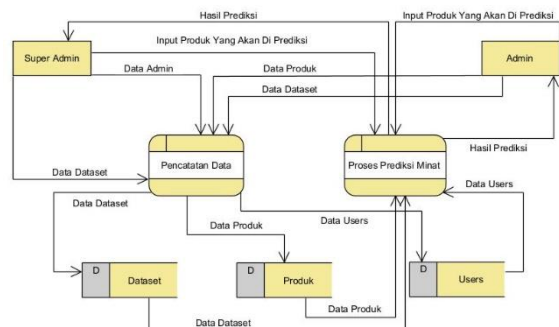 Hasil Prediksi
Input Produk Yang Akan Di Prediksi
Input Produk Yang Akan Di Prediksi
Super Admin
Admin
Data Admin
Data Produk
Data Dataset
Hasil Prediksi
Pencatatan Data
Proses Prediksi Minat
Data Dataset
Data Users
Data Dataset
Data Produk
Data Users
D
Dataset
D
Produk
D
Users
Data Produk
Data Dataset